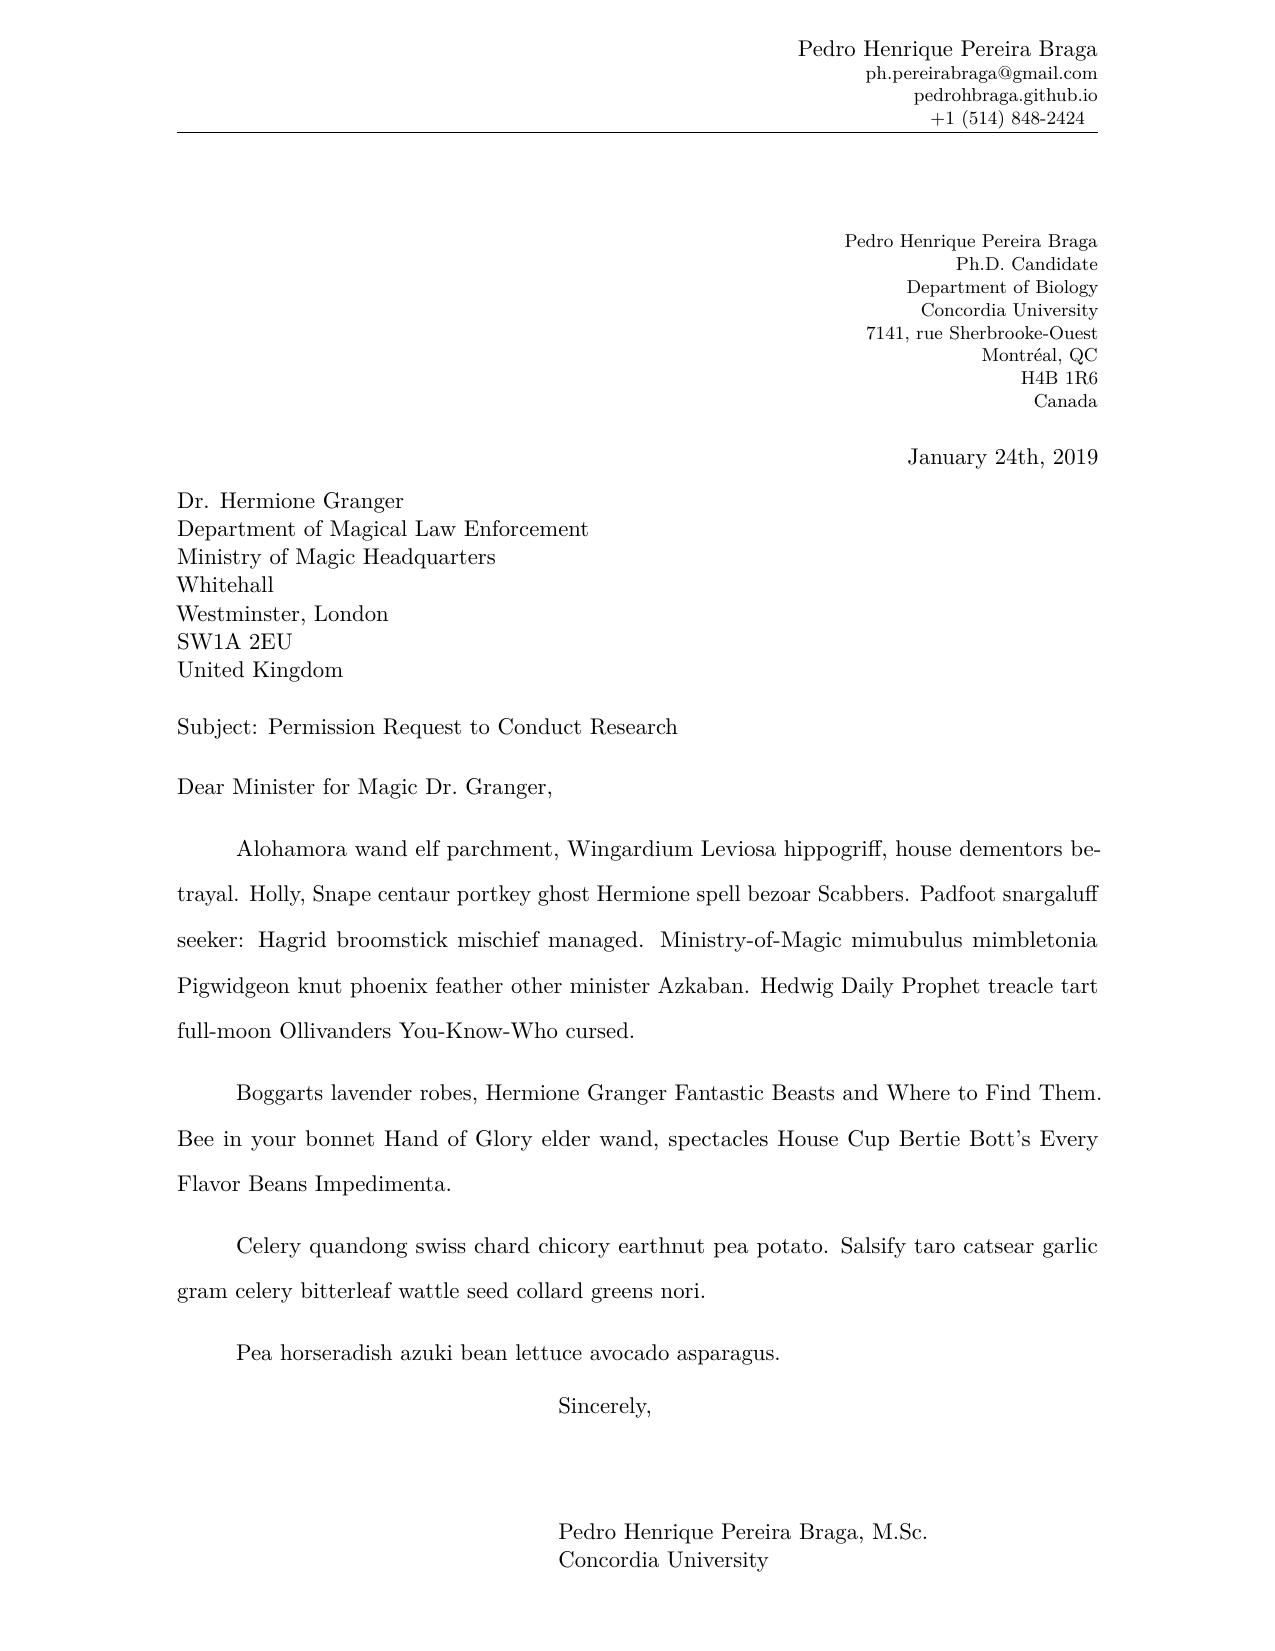 Pedro Henrique Pereira Braga
ph.pereirabraga@gmail.com
pedrohbraga.github.io
+1 (514) 848-2424
Pedro Henrique Pereira Braga
Ph.D. Candidate
Department of Biology
Concordia University
7141, rue Sherbrooke-Ouest
Montréal, QC
H4B 1R6
Canada
January 24th, 2019
Dr. Hermione Granger
Department of Magical Law Enforcement
Ministry of Magic Headquarters
Whitehall
Westminster, London
SW1A 2EU
United Kingdom
Subject: Permission Request to Conduct Research
Dear Minister for Magic Dr. Granger,
Alohamora wand elf parchment, Wingardium Leviosa hippogriff, house dementors be-
trayal. Holly, Snape centaur portkey ghost Hermione spell bezoar Scabbers. Padfoot snargaluff
seeker: Hagrid broomstick mischief managed. Ministry-of-Magic mimubulus mimbletonia
Pigwidgeon knut phoenix feather other minister Azkaban. Hedwig Daily Prophet treacle tart
full-moon Ollivanders You-Know-Who cursed.
Boggarts lavender robes, Hermione Granger Fantastic Beasts and Where to Find Them.
Bee in your bonnet Hand of Glory elder wand, spectacles House Cup Bertie Bott's Every
Flavor Beans Impedimenta.
Celery quandong swiss chard chicory earthnut pea potato. Salsify taro catsear garlic
gram celery bitterleaf wattle seed collard greens nori.
Pea horseradish azuki bean lettuce avocado asparagus.
Sincerely,
Pedro Henrique Pereira Braga, M.Sc.
Concordia University